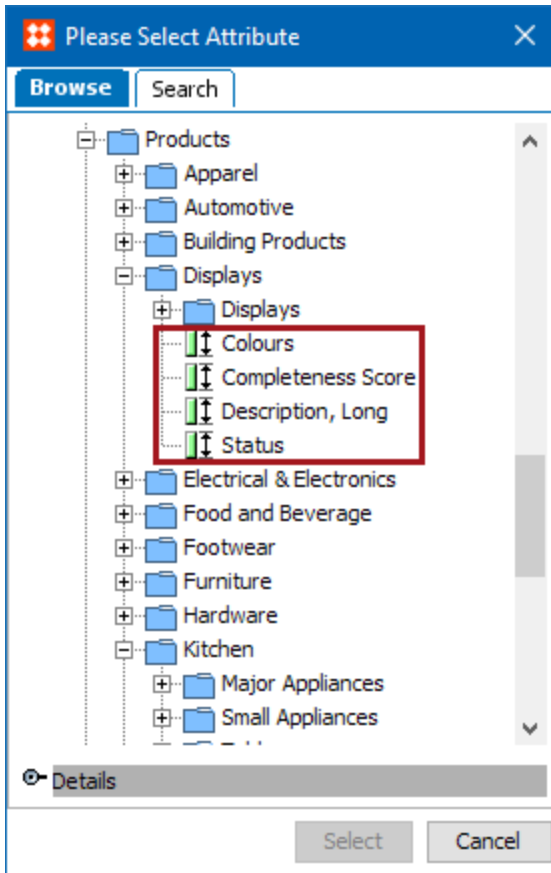 Please Select Attribute
Browse Search
Products
Apparel
Automotive
Building Products
Displays
Displays
Colours
Completeness Score
Description, Long
Status
Electrical & Electronics
Food and Beverage
Footwear
Furniture
Hardware
Kitchen
Major Appliances
Small Appliances
Details
Select Cancel